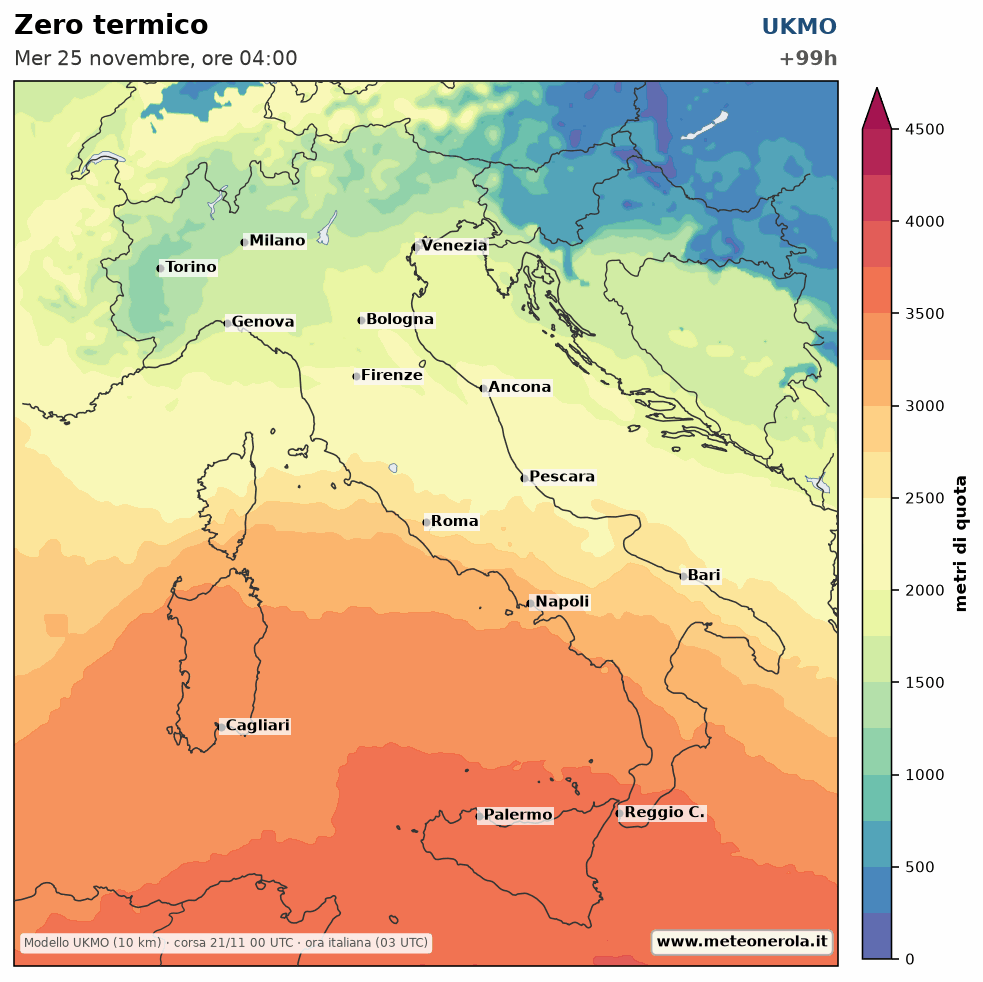 Zero termico
UKMO
Mer 25 novembre, ore 04:00
+99h
Milano
Venezia
Torino
Genova
Bologna
Firenze
Ancona
Pescara
Roma
Bari
Napoli
Cagliari
Palermo
Reggio C.
4500
4000
3500
3000
2500
2000
1500
1000
500
0
metri di quota
Modello UKMO (10 km) · corsa 21/11 00 UTC · ora italiana (03 UTC)
www.meteonerola.it